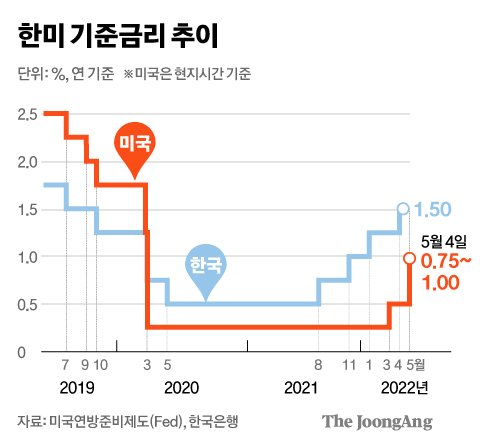 한미 기준금리 추이
단위: %, 연 기준 ※미국은 현지시간 기준
2.5
미국
2.0
1.5
1.50
5월 4일
한국
1.0
0.75~
1.00
0.5
0
7 9 10 3 5 8 11 1 3 4 5월
2019 2020 2021 2022년
자료: 미국연방준비제도(Fed), 한국은행
The JoongAng